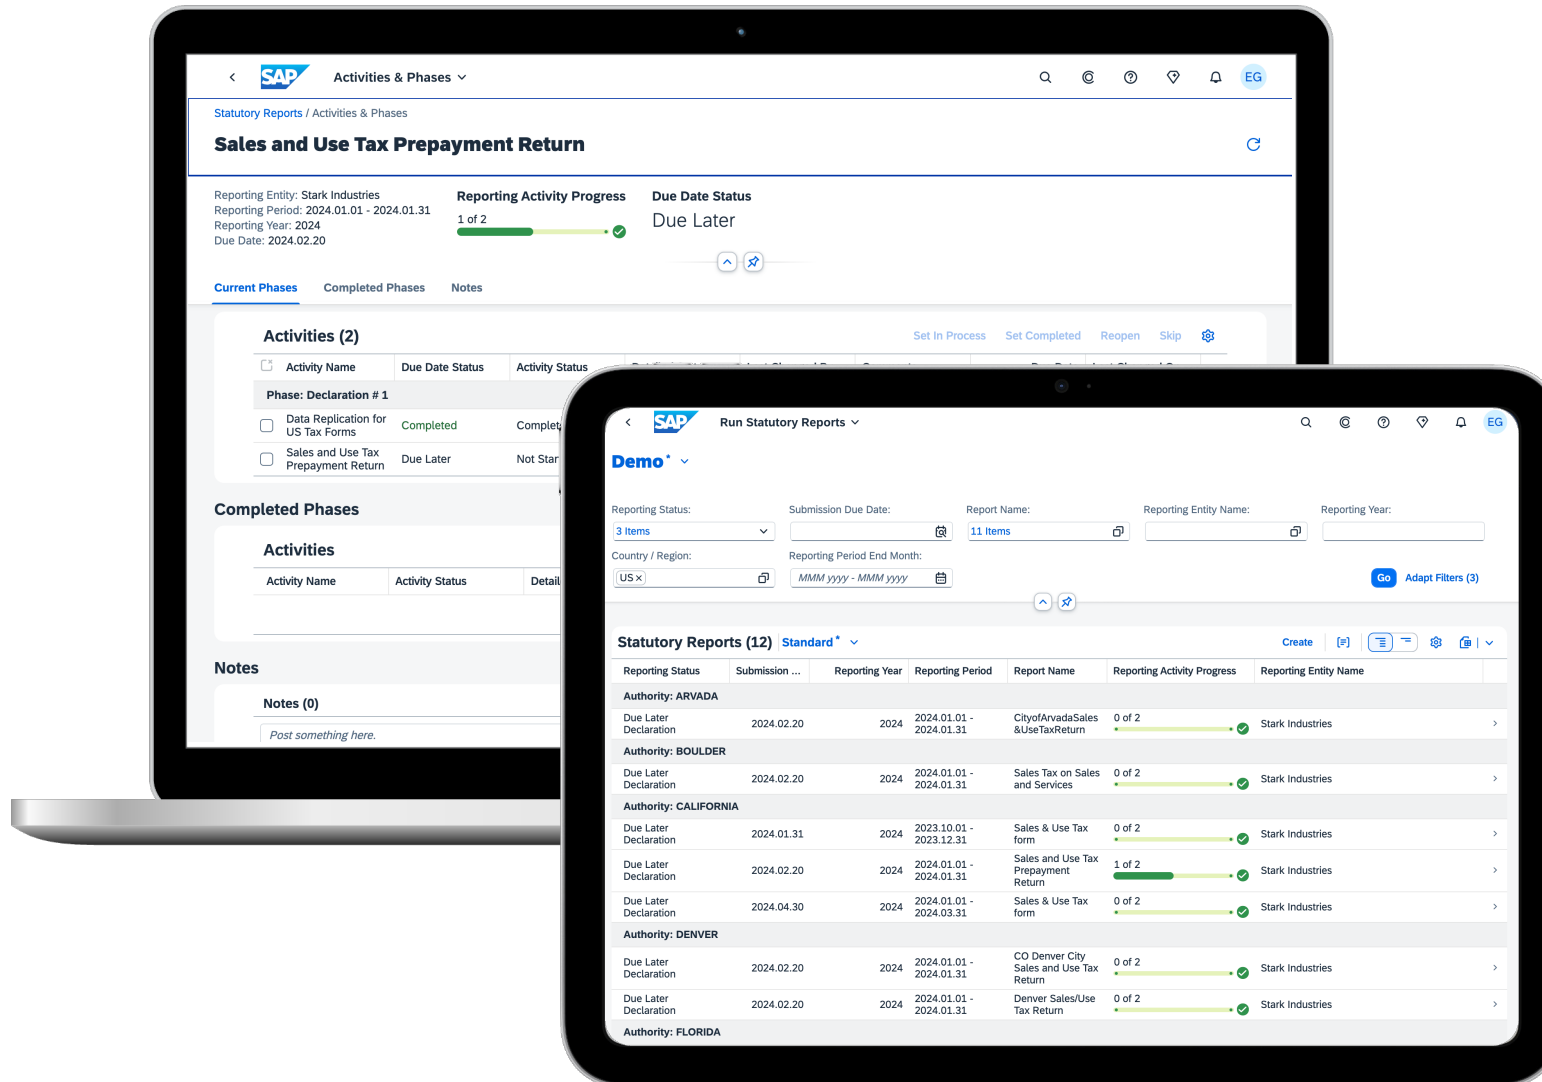 SAP Activities & Phases
EG
Statutory Reports / Activities & Phases
Sales and Use Tax Prepayment Return
Reporting Entity: Stark Industries
Reporting Period: 2024.01.01 - 2024.01.31
Reporting Year: 2024
Due Date: 2024.02.20
Reporting Activity Progress
1 of 2
Due Date Status
Due Later
Current Phases Completed Phases Notes
Activities (2)
Set In Process Set Completed Reopen Skip
Activity Name Due Date Status Activity Status
Phase: Declaration # 1
Data Replication for
US Tax Forms
Completed
Sales and Use Tax
Prepayment Return
Due Later Not
Completed Phases
Activities
Activity Name Activity Status
Notes
Notes (0)
Post something here.
SAP Run Statutory Reports
EG
Demo*
Reporting Status: Submission Due Date: Report Name: Reporting Entity Name: Reporting Year:
3 Items 11 Items
Country / Region: Reporting Period End Month:
US MMM yyyy - MMM yyyy
Go Adapt Filters (3)
Statutory Reports (12) Standard*
Create
Reporting Status Submission ... Reporting Year Reporting Period Report Name Reporting Activity Progress Reporting Entity Name
Authority: ARVADA
Due Later
Declaration
2024.02.20 2024
2024.01.01 -
2024.01.31
CityofArvadaSales
&UseTaxReturn
0 of 2
Stark Industries
Authority: BOULDER
Due Later
Declaration
2024.02.20 2024
2024.01.01 -
2024.01.31
Sales Tax on Sales
and Services
0 of 2
Stark Industries
Authority: CALIFORNIA
Due Later
Declaration
2024.01.31 2024
2023.10.01 -
2023.12.31
Sales & Use Tax
form
0 of 2
Stark Industries
Due Later
Declaration
2024.02.20 2024
2024.01.01 -
2024.01.31
Sales and Use Tax
Prepayment
Return
1 of 2
Stark Industries
Due Later
Declaration
2024.04.30 2024
2024.01.01 -
2024.03.31
Sales & Use Tax
form
0 of 2
Stark Industries
Authority: DENVER
Due Later
Declaration
2024.02.20 2024
2024.01.01 -
2024.01.31
CO Denver City
Sales and Use Tax
Return
0 of 2
Stark Industries
Due Later
Declaration
2024.02.20 2024
2024.01.01 -
2024.01.31
Denver Sales/Use
Tax Return
0 of 2
Stark Industries
Authority: FLORIDA